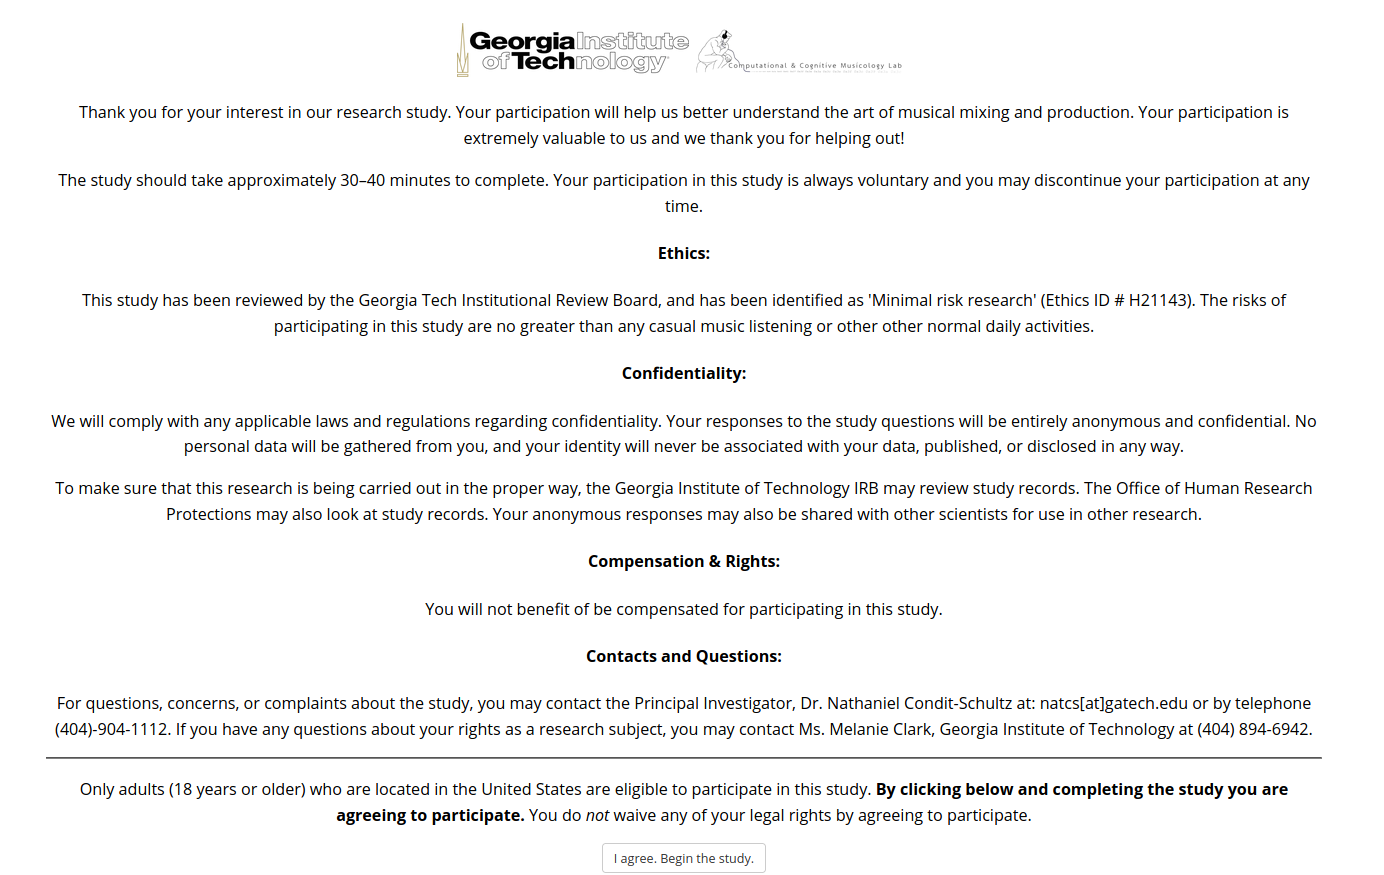 Georgia Institute
of Technology
Computational & Cognitive Musicology Lab
Thank you for your interest in our research study. Your participation will help us better understand the art of musical mixing and production. Your participation is
extremely valuable to us and we thank you for helping out!
The study should take approximately 30–40 minutes to complete. Your participation in this study is always voluntary and you may discontinue your participation at any
time.
Ethics:
This study has been reviewed by the Georgia Tech Institutional Review Board, and has been identified as 'Minimal risk research' (Ethics ID # H21143). The risks of
participating in this study are no greater than any casual music listening or other other normal daily activities.
Confidentiality:
We will comply with any applicable laws and regulations regarding confidentiality. Your responses to the study questions will be entirely anonymous and confidential. No
personal data will be gathered from you, and your identity will never be associated with your data, published, or disclosed in any way.
To make sure that this research is being carried out in the proper way, the Georgia Institute of Technology IRB may review study records. The Office of Human Research
Protections may also look at study records. Your anonymous responses may also be shared with other scientists for use in other research.
Compensation & Rights:
You will not benefit of be compensated for participating in this study.
Contacts and Questions:
For questions, concerns, or complaints about the study, you may contact the Principal Investigator, Dr. Nathaniel Condit-Schultz at: natcs[at]gatech.edu or by telephone
(404)-904-1112. If you have any questions about your rights as a research subject, you may contact Ms. Melanie Clark, Georgia Institute of Technology at (404) 894-6942.
Only adults (18 years or older) who are located in the United States are eligible to participate in this study. By clicking below and completing the study you are
agreeing to participate. You do not waive any of your legal rights by agreeing to participate.
I agree. Begin the study.